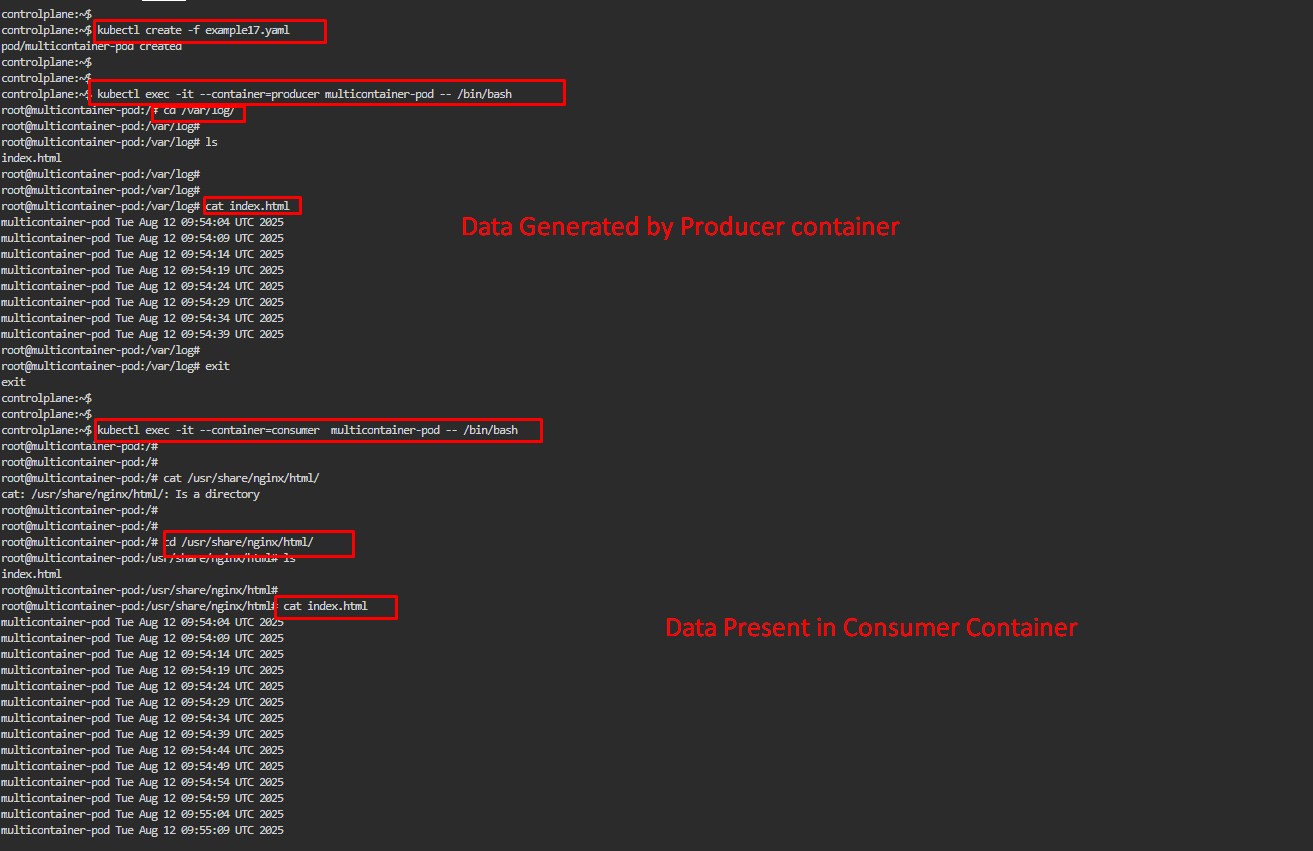 controlplane:~$
controlplane:~$ kubectl create -f example17.yaml
pod/multicontainer-pod created
controlplane:~$
controlplane:~$
controlplane:~$ kubectl exec -it --container=producer multicontainer-pod -- /bin/bash
root@multicontainer-pod:/# cd /var/log/
root@multicontainer-pod:/var/log#
root@multicontainer-pod:/var/log# ls
index.html
root@multicontainer-pod:/var/log#
root@multicontainer-pod:/var/log#
root@multicontainer-pod:/var/log# cat index.html
multicontainer-pod Tue Aug 12 09:54:04 UTC 2025
Data Generated by Producer container
multicontainer-pod Tue Aug 12 09:54:09 UTC 2025
multicontainer-pod Tue Aug 12 09:54:14 UTC 2025
multicontainer-pod Tue Aug 12 09:54:19 UTC 2025
multicontainer-pod Tue Aug 12 09:54:24 UTC 2025
multicontainer-pod Tue Aug 12 09:54:29 UTC 2025
multicontainer-pod Tue Aug 12 09:54:34 UTC 2025
multicontainer-pod Tue Aug 12 09:54:39 UTC 2025
root@multicontainer-pod:/var/log#
root@multicontainer-pod:/var/log# exit
exit
controlplane:~$
controlplane:~$
controlplane:~$ kubectl exec -it --container=consumer  multicontainer-pod -- /bin/bash
root@multicontainer-pod:/#
root@multicontainer-pod:/#
root@multicontainer-pod:/# cat /usr/share/nginx/html/
cat: /usr/share/nginx/html/: Is a directory
root@multicontainer-pod:/#
root@multicontainer-pod:/#
root@multicontainer-pod:/# cd /usr/share/nginx/html/
root@multicontainer-pod:/usr/share/nginx/html# ls
index.html
root@multicontainer-pod:/usr/share/nginx/html#
root@multicontainer-pod:/usr/share/nginx/html# cat index.html
multicontainer-pod Tue Aug 12 09:54:04 UTC 2025
Data Present in Consumer Container
multicontainer-pod Tue Aug 12 09:54:09 UTC 2025
multicontainer-pod Tue Aug 12 09:54:14 UTC 2025
multicontainer-pod Tue Aug 12 09:54:19 UTC 2025
multicontainer-pod Tue Aug 12 09:54:24 UTC 2025
multicontainer-pod Tue Aug 12 09:54:29 UTC 2025
multicontainer-pod Tue Aug 12 09:54:34 UTC 2025
multicontainer-pod Tue Aug 12 09:54:39 UTC 2025
multicontainer-pod Tue Aug 12 09:54:44 UTC 2025
multicontainer-pod Tue Aug 12 09:54:49 UTC 2025
multicontainer-pod Tue Aug 12 09:54:54 UTC 2025
multicontainer-pod Tue Aug 12 09:54:59 UTC 2025
multicontainer-pod Tue Aug 12 09:55:04 UTC 2025
multicontainer-pod Tue Aug 12 09:55:09 UTC 2025